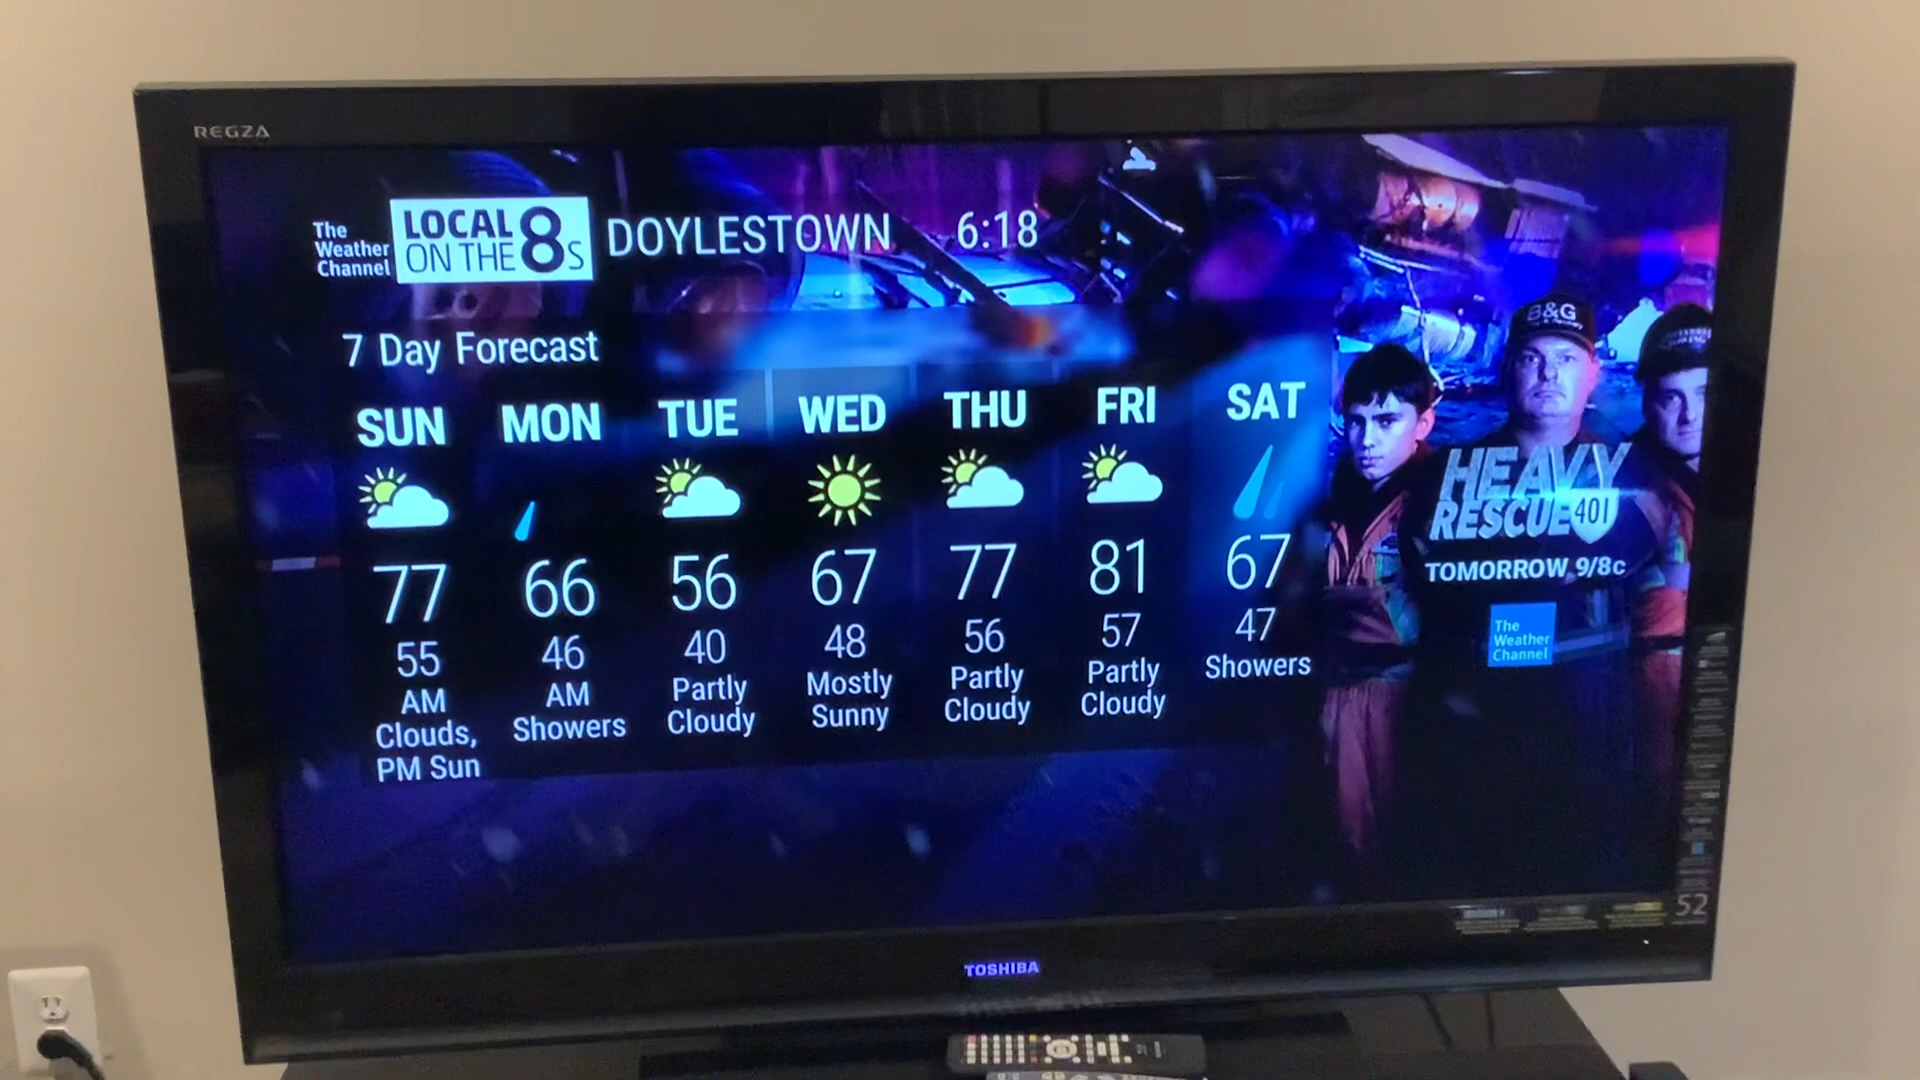 REGZA
The Weather Channel
LOCAL ON THE 8s
DOYLESTOWN 6:18
7 Day Forecast
SUN MON TUE WED THU FRI SAT
77 66 56 67 77 81 67
55 46 40 48 56 57 47
AM Clouds, PM Sun
AM Showers
Partly Cloudy
Mostly Sunny
Partly Cloudy
Partly Cloudy
Showers
B&G
HEAVY
RESCUE 401
TOMORROW 9/8c
The
Weather
Channel
52
TOSHIBA